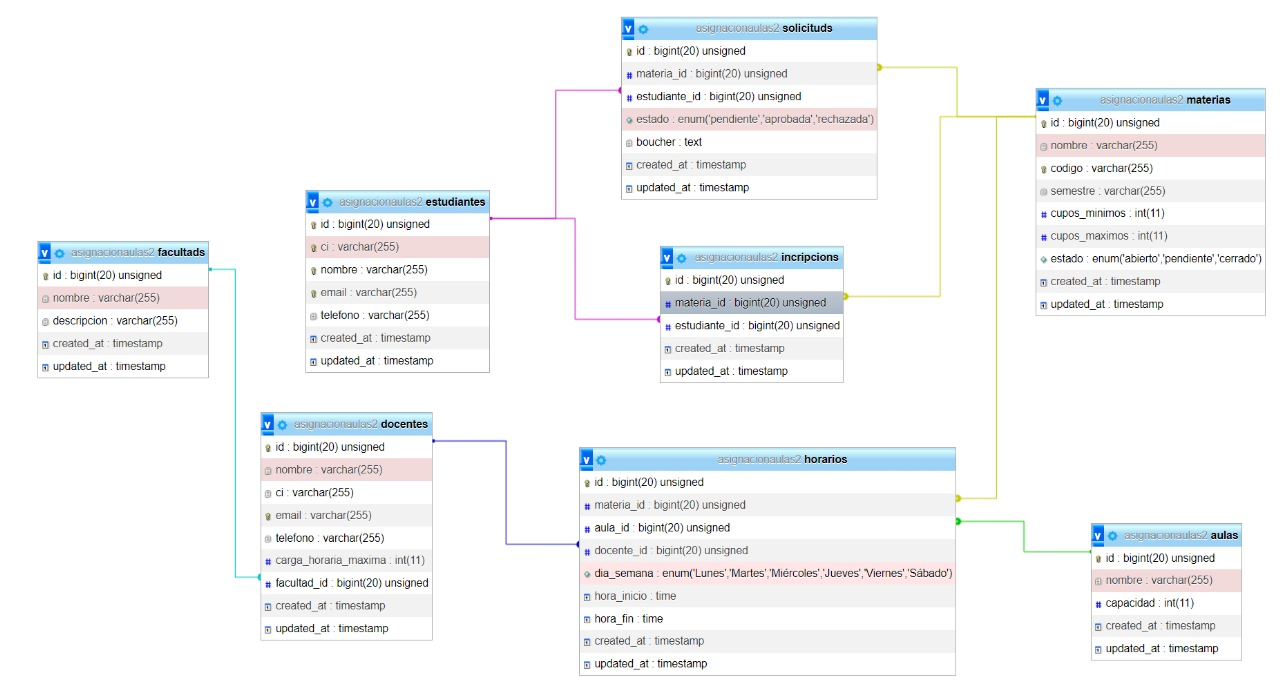 asignacionaulas2 solicituds
id : bigint(20) unsigned
materia_id : bigint(20) unsigned
estudiante_id : bigint(20) unsigned
estado : enum('pendiente','aprobada','rechazada')
boucher : text
created_at : timestamp
updated_at : timestamp
asignacionaulas2 materias
id : bigint(20) unsigned
nombre : varchar(255)
codigo : varchar(255)
semestre : varchar(255)
cupos_minimos : int(11)
cupos_maximos : int(11)
estado : enum('abierto','pendiente','cerrado')
created_at : timestamp
updated_at : timestamp
asignacionaulas2 estudiantes
id : bigint(20) unsigned
ci : varchar(255)
nombre : varchar(255)
email : varchar(255)
telefono : varchar(255)
created_at : timestamp
updated_at : timestamp
asignacionaulas2 facultads
id : bigint(20) unsigned
nombre : varchar(255)
descripcion : varchar(255)
created_at : timestamp
updated_at : timestamp
asignacionaulas2 incripcions
id : bigint(20) unsigned
materia_id : bigint(20) unsigned
estudiante_id : bigint(20) unsigned
created_at : timestamp
updated_at : timestamp
asignacionaulas2 docentes
id : bigint(20) unsigned
nombre : varchar(255)
ci : varchar(255)
email : varchar(255)
telefono : varchar(255)
carga_horaria_maxima : int(11)
facultad_id : bigint(20) unsigned
created_at : timestamp
updated_at : timestamp
asignacionaulas2 horarios
id : bigint(20) unsigned
materia_id : bigint(20) unsigned
aula_id : bigint(20) unsigned
docente_id : bigint(20) unsigned
dia_semana : enum('Lunes','Martes','Miércoles','Jueves','Viernes','Sábado')
hora_inicio : time
hora_fin : time
created_at : timestamp
updated_at : timestamp
asignacionaulas2 aulas
id : bigint(20) unsigned
nombre : varchar(255)
capacidad : int(11)
created_at : timestamp
updated_at : timestamp